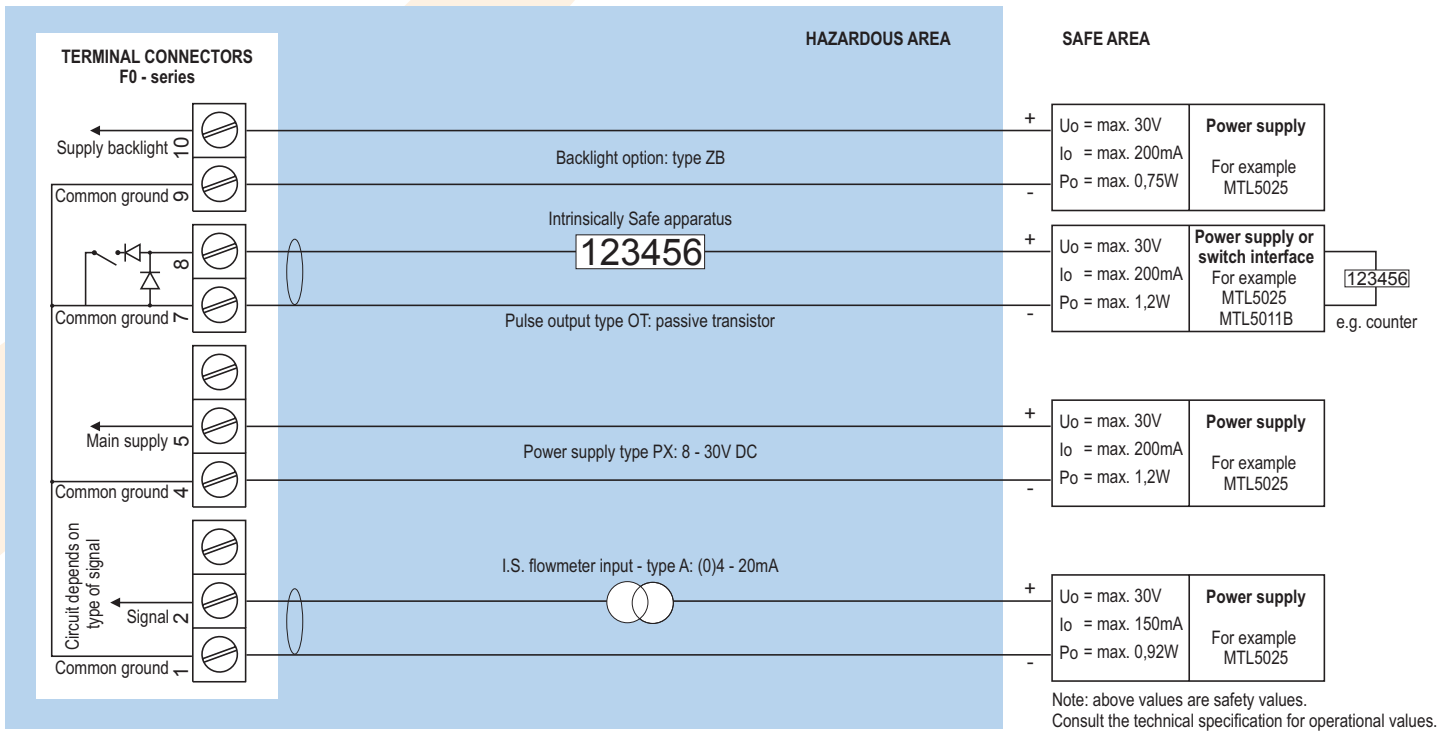 HAZARDOUS AREA
SAFE AREA
TERMINAL CONNECTORS
F0 - series
Supply backlight
10
Backlight option: type ZB
Common ground
9
+
-
Uo = max. 30V
Io = max. 200mA
Po = max. 0,75W
Power supply
For example
MTL5025
Intrinsically Safe apparatus
123456
8
Common ground
7
Pulse output type OT: passive transistor
+
-
Uo = max. 30V
Io = max. 200mA
Po = max. 1,2W
Power supply or
switch interface
For example
MTL5025
MTL5011B
123456
e.g. counter
Main supply
5
Power supply type PX: 8 - 30V DC
Common ground
4
+
-
Uo = max. 30V
Io = max. 200mA
Po = max. 1,2W
Power supply
For example
MTL5025
Circuit depends on
type of signal
I.S. flowmeter input - type A: (0)4 - 20mA
Signal
2
Common ground
1
+
-
Uo = max. 30V
Io = max. 150mA
Po = max. 0,92W
Power supply
For example
MTL5025
Note: above values are safety values.
Consult the technical specification for operational values.